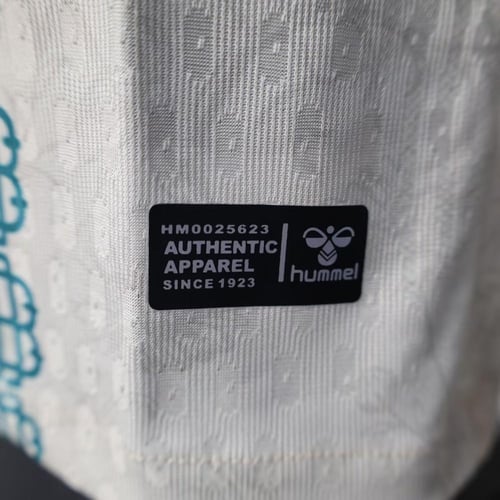 HM0025623
AUTHENTIC
APPAREL
SINCE 1923
hummel